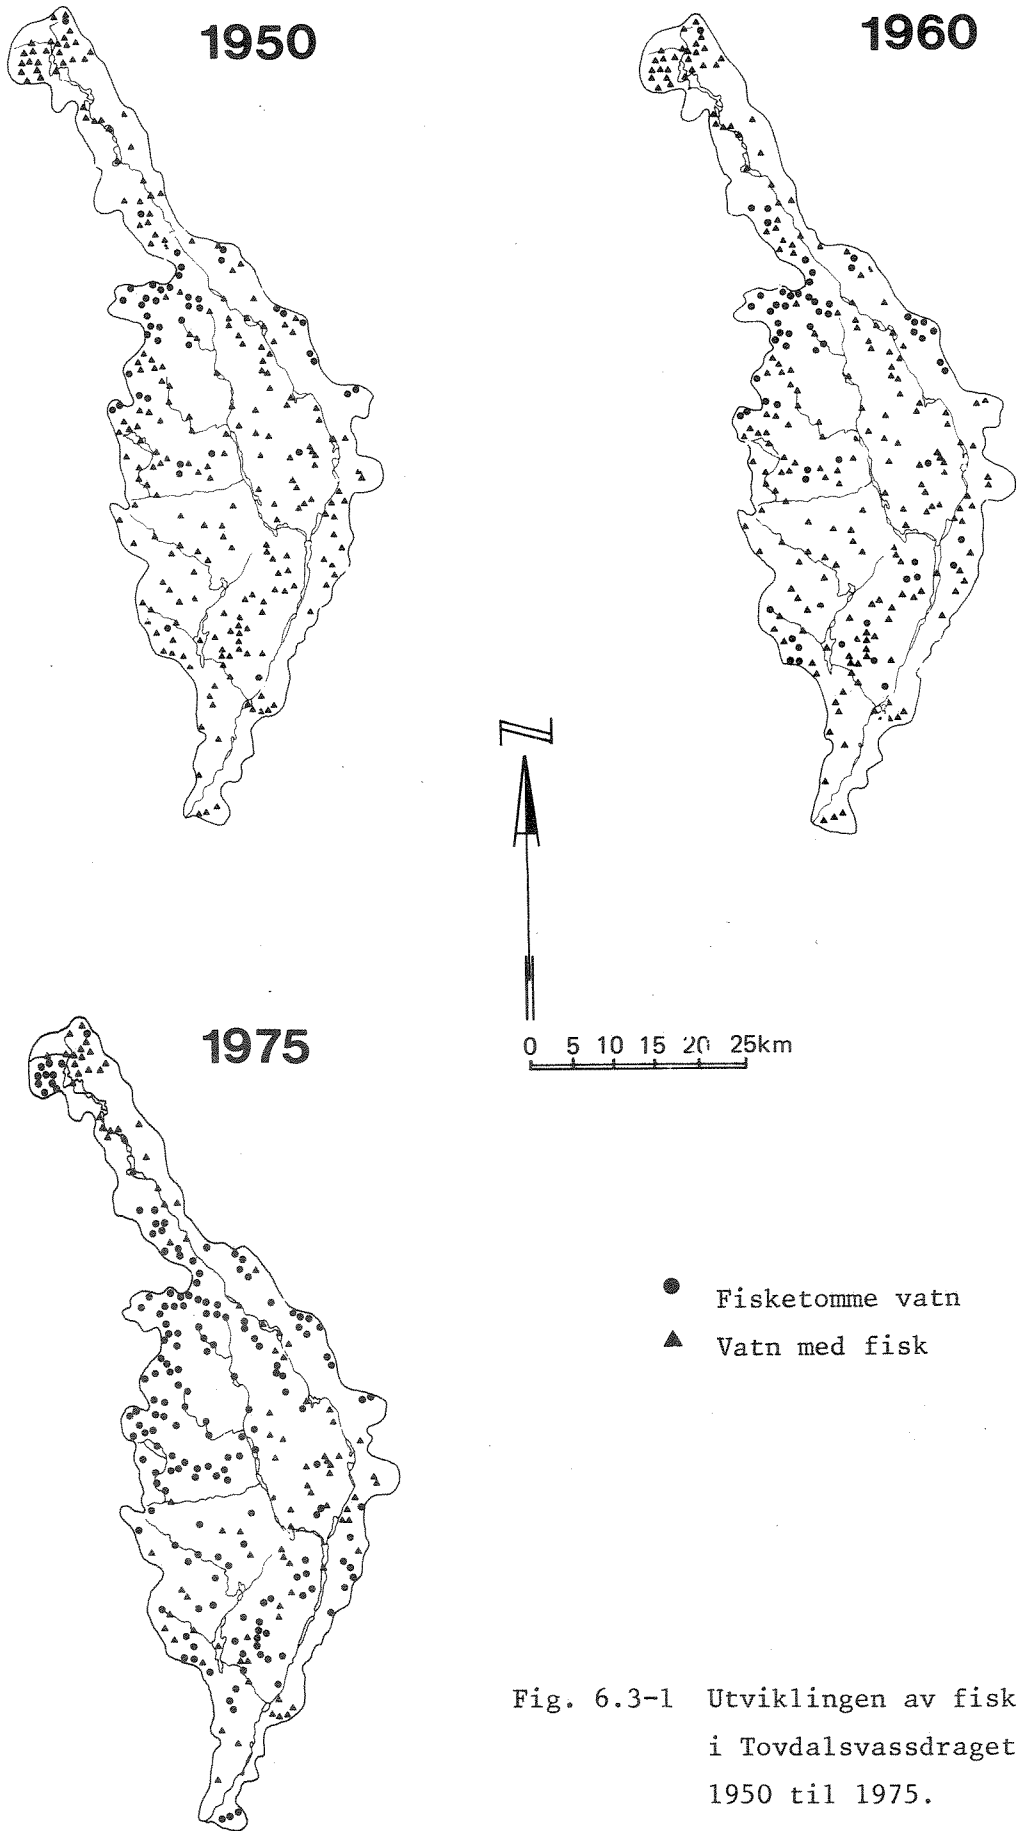 1950
1960
N
0 5 10 15 20 25km
1975
Fisketomme vatn
Vatn med fisk
Fig. 6.3-1 Utviklingen av fisk
i Tovdalsvassdraget
1950 til 1975.